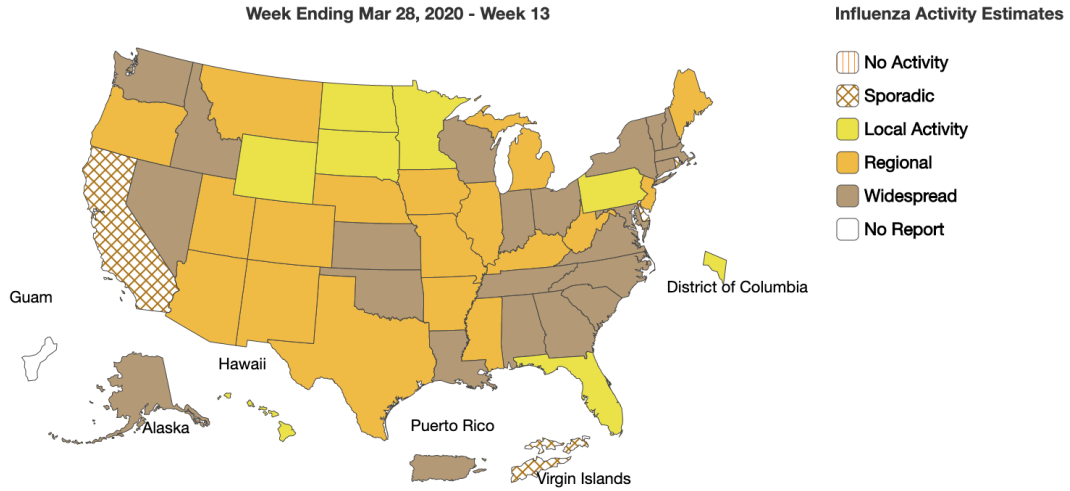 Week Ending Mar 28, 2020 - Week 13
Influenza Activity Estimates
No Activity
Sporadic
Local Activity
Regional
Widespread
No Report
District of Columbia
Guam
Hawaii
Alaska
Puerto Rico
Virgin Islands